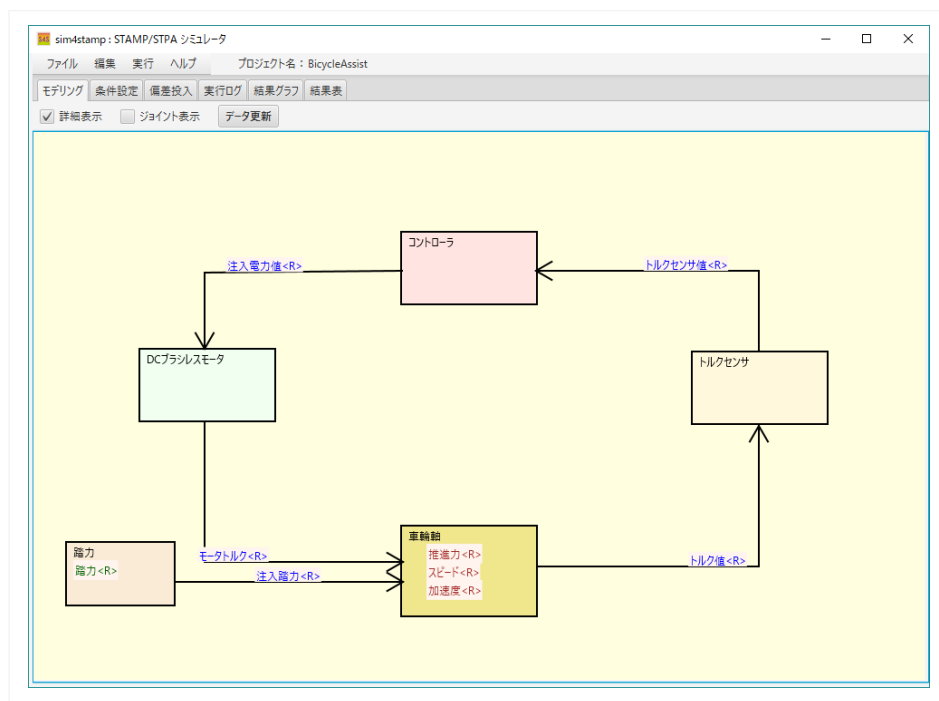 S4S sim4stamp : STAMP/STPA シミュレータ
ファイル 編集 実行 ヘルプ プロジェクト名 : BicycleAssist
モデリング 条件設定 偏差投入 実行ログ 結果グラフ 結果表
詳細表示 ジョイント表示 データ更新
コントローラ
注入電力値<R>
トルクセンサ値<R>
DCブラシレスモータ
トルクセンサ
車輪軸
推進力<R>
スピード<R>
加速度<R>
踏力
踏力<R>
モータトルク<R>
注入踏力<R>
トルク値<R>